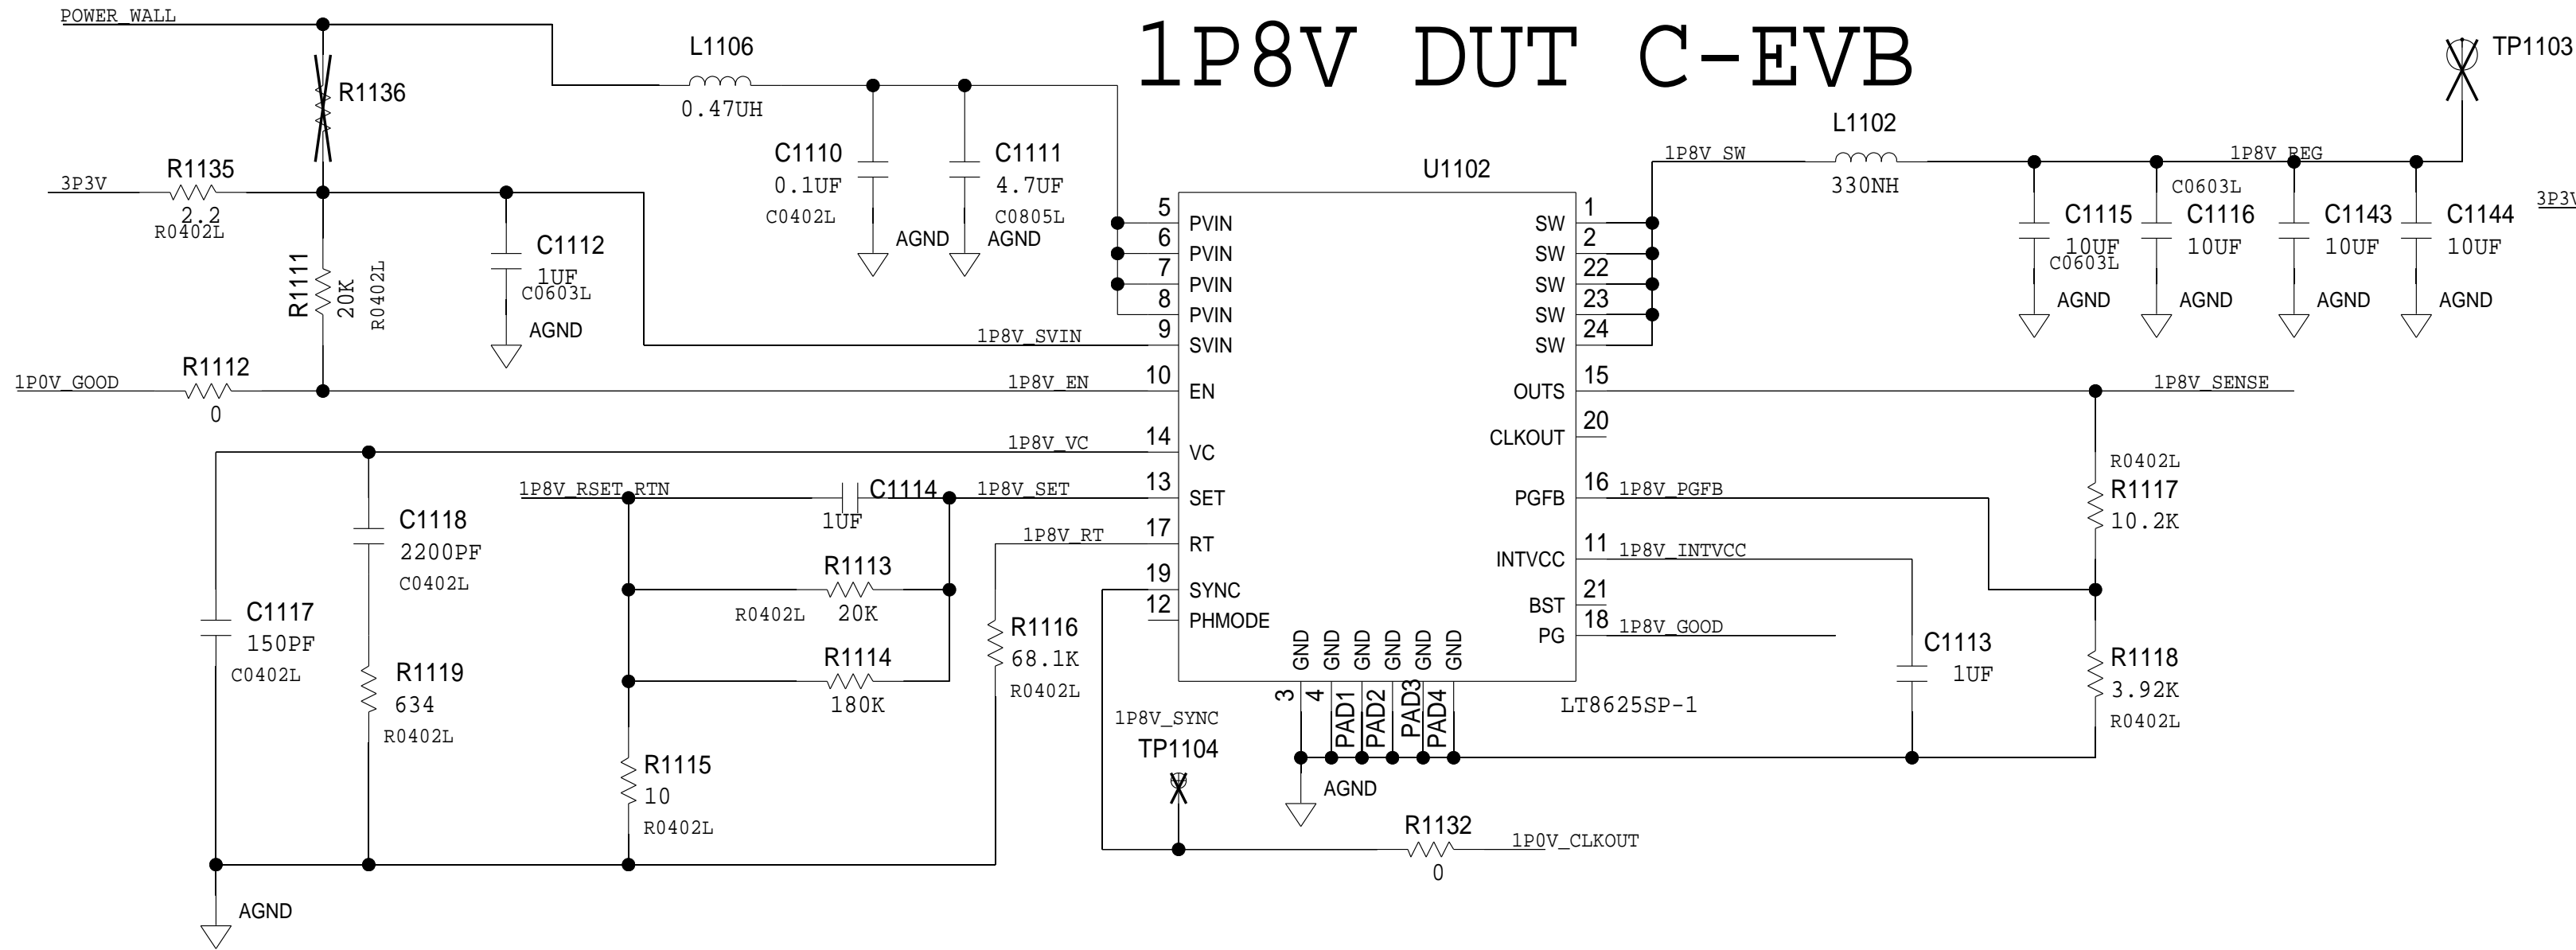 POWER_WALL
1P8V DUT C-EVB
TP1103
L1106
0.47UH
R1136
L1102
330NH
1P8V_SW
1P8V_REG
R1135
3P3V
2.2
R0402L
C1110
0.1UF
C0402L
AGND
C1111
4.7UF
C0805L
AGND
U1102
C0603L
C1115
10UF
C0603L
AGND
C1116
10UF
AGND
C1143
10UF
AGND
C1144
10UF
AGND
3P3V
R1111
20K
R0402L
C1112
1UF
C0603L
AGND
5 PVIN
6 PVIN
7 PVIN
8 PVIN
1P8V_SVIN 9 SVIN
1P8V_EN 10 EN
1P8V_VC 14 VC
1P8V_SET 13 SET
1P8V_RT 17 RT
19 SYNC
12 PHMODE
SW 1
SW 2
SW 22
SW 23
SW 24
OUTS 15 1P8V_SENSE
CLKOUT 20
PGFB 16 1P8V_PGFB
INTVCC 11 1P8V_INTVCC
BST 21
PG 18 1P8V_GOOD
GND GND GND GND GND GND
3 4 PAD1 PAD2 PAD3 PAD4
LT8625SP-1
AGND
1P0V_GOOD
R1112
0
1P8V_RSET_RTN
C1114
1UF
C1118
2200PF
C0402L
R1113
R0402L
20K
C1117
150PF
C0402L
R1119
634
R0402L
R1114
180K
R1116
68.1K
R0402L
R1115
10
R0402L
AGND
1P8V_SYNC
TP1104
R1132
0
1P0V_CLKOUT
R0402L
R1117
10.2K
C1113
1UF
R1118
3.92K
R0402L